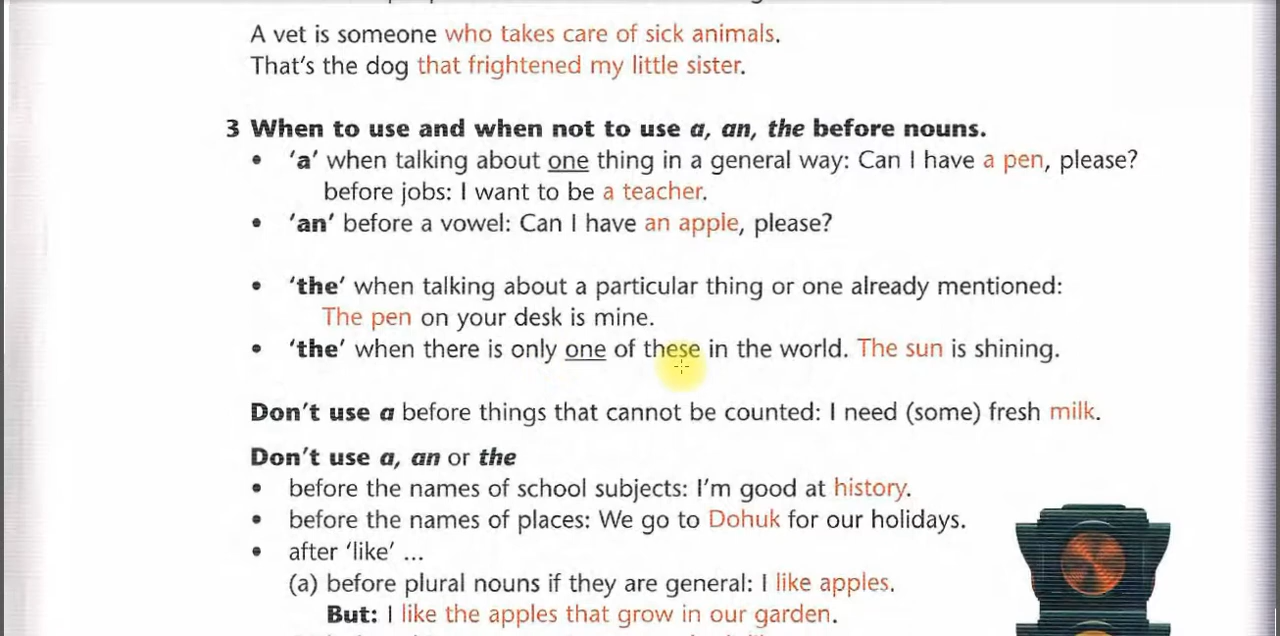 A vet is someone who takes care of sick animals.
That's the dog that frightened my little sister.
3 When to use and when not to use a, an, the before nouns.
• 'a' when talking about one thing in a general way: Can I have a pen, please?
before jobs: I want to be a teacher.
• 'an' before a vowel: Can I have an apple, please?
• 'the' when talking about a particular thing or one already mentioned:
The pen on your desk is mine.
• 'the' when there is only one of these in the world. The sun is shining.
Don't use a before things that cannot be counted: I need (some) fresh milk.
Don't use a, an or the
• before the names of school subjects: I'm good at history.
• before the names of places: We go to Dohuk for our holidays.
• after 'like' ...
(a) before plural nouns if they are general: I like apples.
But: I like the apples that grow in our garden.